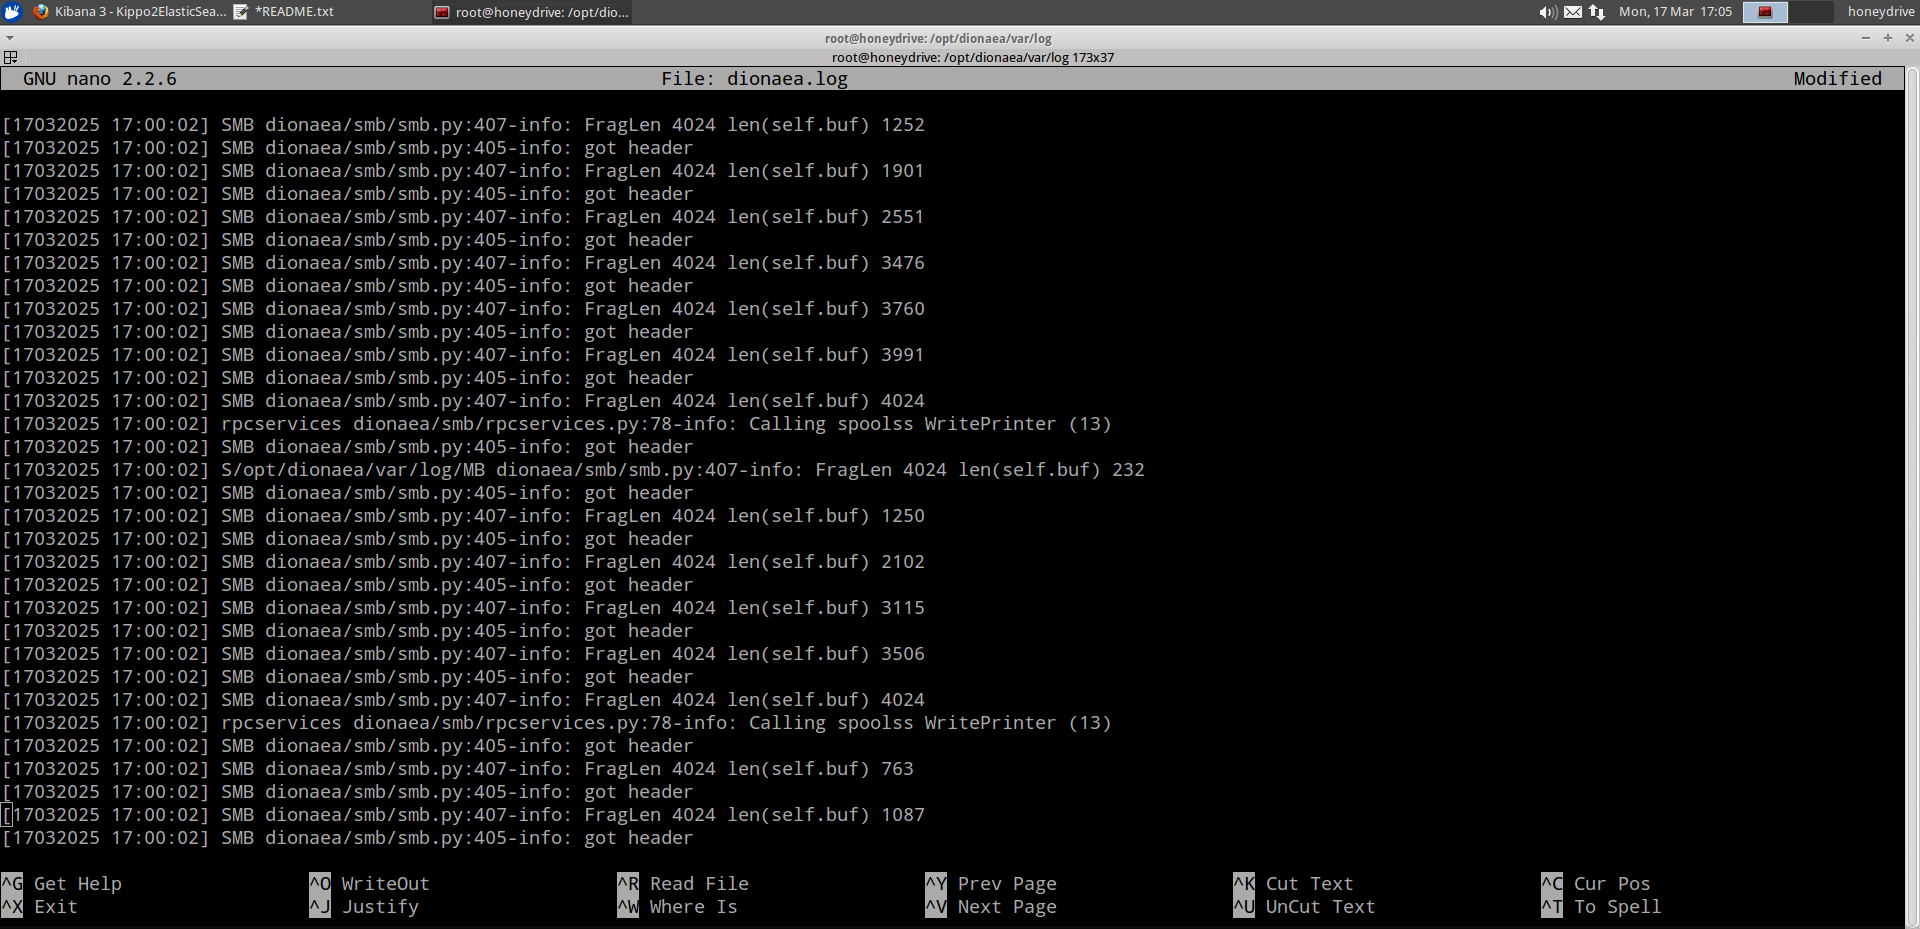 Kibana 3 - Kippo2ElasticSea... *README.txt root@honeydrive: /opt/dio... Mon, 17 Mar 17:05 honeydrive
root@honeydrive: /opt/dionaea/var/log
root@honeydrive: /opt/dionaea/var/log 173x37
GNU nano 2.2.6 File: dionaea.log Modified
[17032025 17:00:02] SMB dionaea/smb/smb.py:407-info: FragLen 4024 len(self.buf) 1252
[17032025 17:00:02] SMB dionaea/smb/smb.py:405-info: got header
[17032025 17:00:02] SMB dionaea/smb/smb.py:407-info: FragLen 4024 len(self.buf) 1901
[17032025 17:00:02] SMB dionaea/smb/smb.py:405-info: got header
[17032025 17:00:02] SMB dionaea/smb/smb.py:407-info: FragLen 4024 len(self.buf) 2551
[17032025 17:00:02] SMB dionaea/smb/smb.py:405-info: got header
[17032025 17:00:02] SMB dionaea/smb/smb.py:407-info: FragLen 4024 len(self.buf) 3476
[17032025 17:00:02] SMB dionaea/smb/smb.py:405-info: got header
[17032025 17:00:02] SMB dionaea/smb/smb.py:407-info: FragLen 4024 len(self.buf) 3760
[17032025 17:00:02] SMB dionaea/smb/smb.py:405-info: got header
[17032025 17:00:02] SMB dionaea/smb/smb.py:407-info: FragLen 4024 len(self.buf) 3991
[17032025 17:00:02] SMB dionaea/smb/smb.py:405-info: got header
[17032025 17:00:02] SMB dionaea/smb/smb.py:407-info: FragLen 4024 len(self.buf) 4024
[17032025 17:00:02] rpcservices dionaea/smb/rpcservices.py:78-info: Calling spoolss WritePrinter (13)
[17032025 17:00:02] SMB dionaea/smb/smb.py:405-info: got header
[17032025 17:00:02] S/opt/dionaea/var/log/MB dionaea/smb/smb.py:407-info: FragLen 4024 len(self.buf) 232
[17032025 17:00:02] SMB dionaea/smb/smb.py:405-info: got header
[17032025 17:00:02] SMB dionaea/smb/smb.py:407-info: FragLen 4024 len(self.buf) 1250
[17032025 17:00:02] SMB dionaea/smb/smb.py:405-info: got header
[17032025 17:00:02] SMB dionaea/smb/smb.py:407-info: FragLen 4024 len(self.buf) 2102
[17032025 17:00:02] SMB dionaea/smb/smb.py:405-info: got header
[17032025 17:00:02] SMB dionaea/smb/smb.py:407-info: FragLen 4024 len(self.buf) 3115
[17032025 17:00:02] SMB dionaea/smb/smb.py:405-info: got header
[17032025 17:00:02] SMB dionaea/smb/smb.py:407-info: FragLen 4024 len(self.buf) 3506
[17032025 17:00:02] SMB dionaea/smb/smb.py:405-info: got header
[17032025 17:00:02] SMB dionaea/smb/smb.py:407-info: FragLen 4024 len(self.buf) 4024
[17032025 17:00:02] rpcservices dionaea/smb/rpcservices.py:78-info: Calling spoolss WritePrinter (13)
[17032025 17:00:02] SMB dionaea/smb/smb.py:405-info: got header
[17032025 17:00:02] SMB dionaea/smb/smb.py:407-info: FragLen 4024 len(self.buf) 763
[17032025 17:00:02] SMB dionaea/smb/smb.py:405-info: got header
[17032025 17:00:02] SMB dionaea/smb/smb.py:407-info: FragLen 4024 len(self.buf) 1087
[17032025 17:00:02] SMB dionaea/smb/smb.py:405-info: got header
^G Get Help ^O WriteOut ^R Read File ^Y Prev Page ^K Cut Text ^C Cur Pos
^X Exit ^J Justify ^W Where Is ^V Next Page ^U UnCut Text ^T To Spell